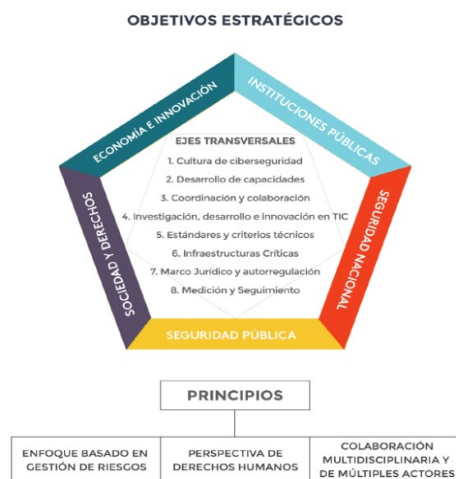 OBJETIVOS ESTRATÉGICOS
ECONOMÍA E INNOVACIÓN
INSTITUCIONES PÚBLICAS
SOCIEDAD Y DERECHOS
SEGURIDAD NACIONAL
EJES TRANSVERSALES
1. Cultura de ciberseguridad
2. Desarrollo de capacidades
3. Coordinación y colaboración
4. Investigación, desarrollo e innovación en TIC
5. Estándares y criterios técnicos
6. Infraestructuras Críticas
7. Marco Jurídico y autorregulación
8. Medición y Seguimiento
SEGURIDAD PÚBLICA
PRINCIPIOS
ENFOQUE BASADO EN
GESTIÓN DE RIESGOS
PERSPECTIVA DE
DERECHOS HUMANOS
COLABORACIÓN
MULTIDISCIPLINARIA Y
DE MÚLTIPLES ACTORES